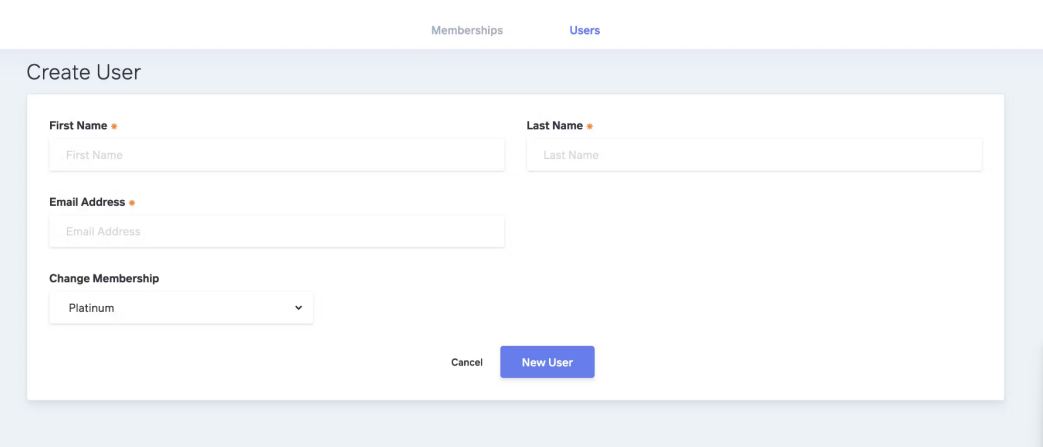 Memberships Users
Create User
First Name * Last Name *
First Name Last Name
Email Address *
Email Address
Change Membership
Platinum
Cancel New User